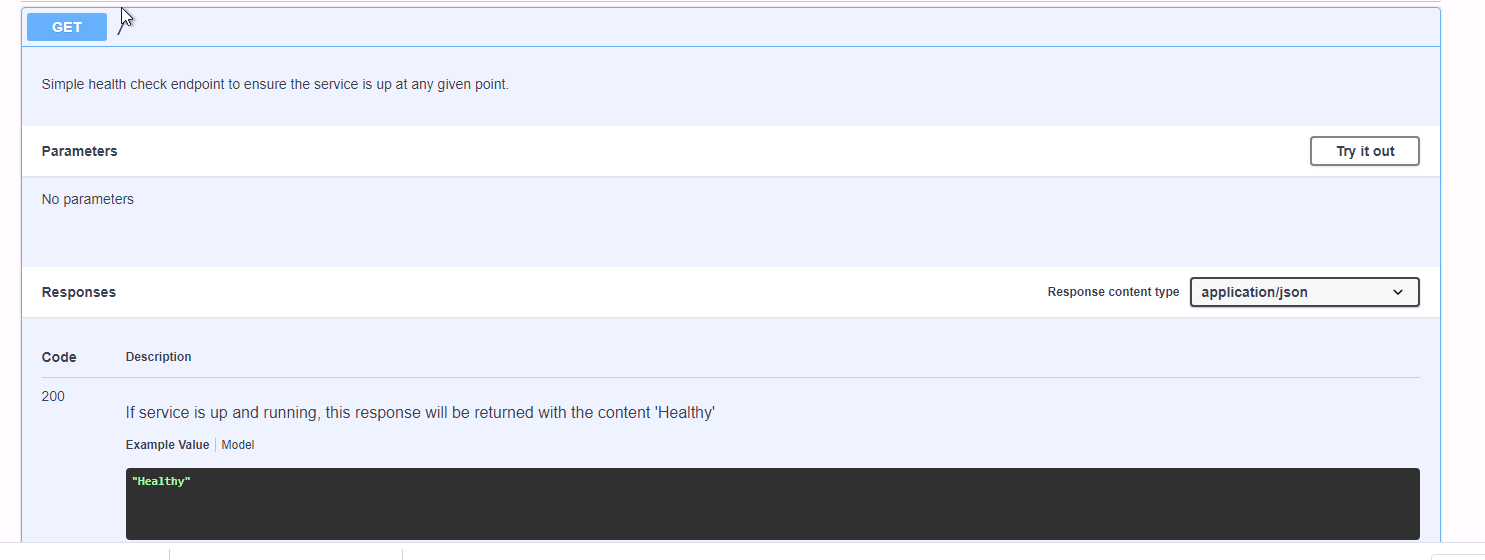 GET /
Simple health check endpoint to ensure the service is up at any given point.
Parameters Try it out
No parameters
Responses Response content type application/json
Code Description
200
If service is up and running, this response will be returned with the content 'Healthy'
Example Value Model
"Healthy"